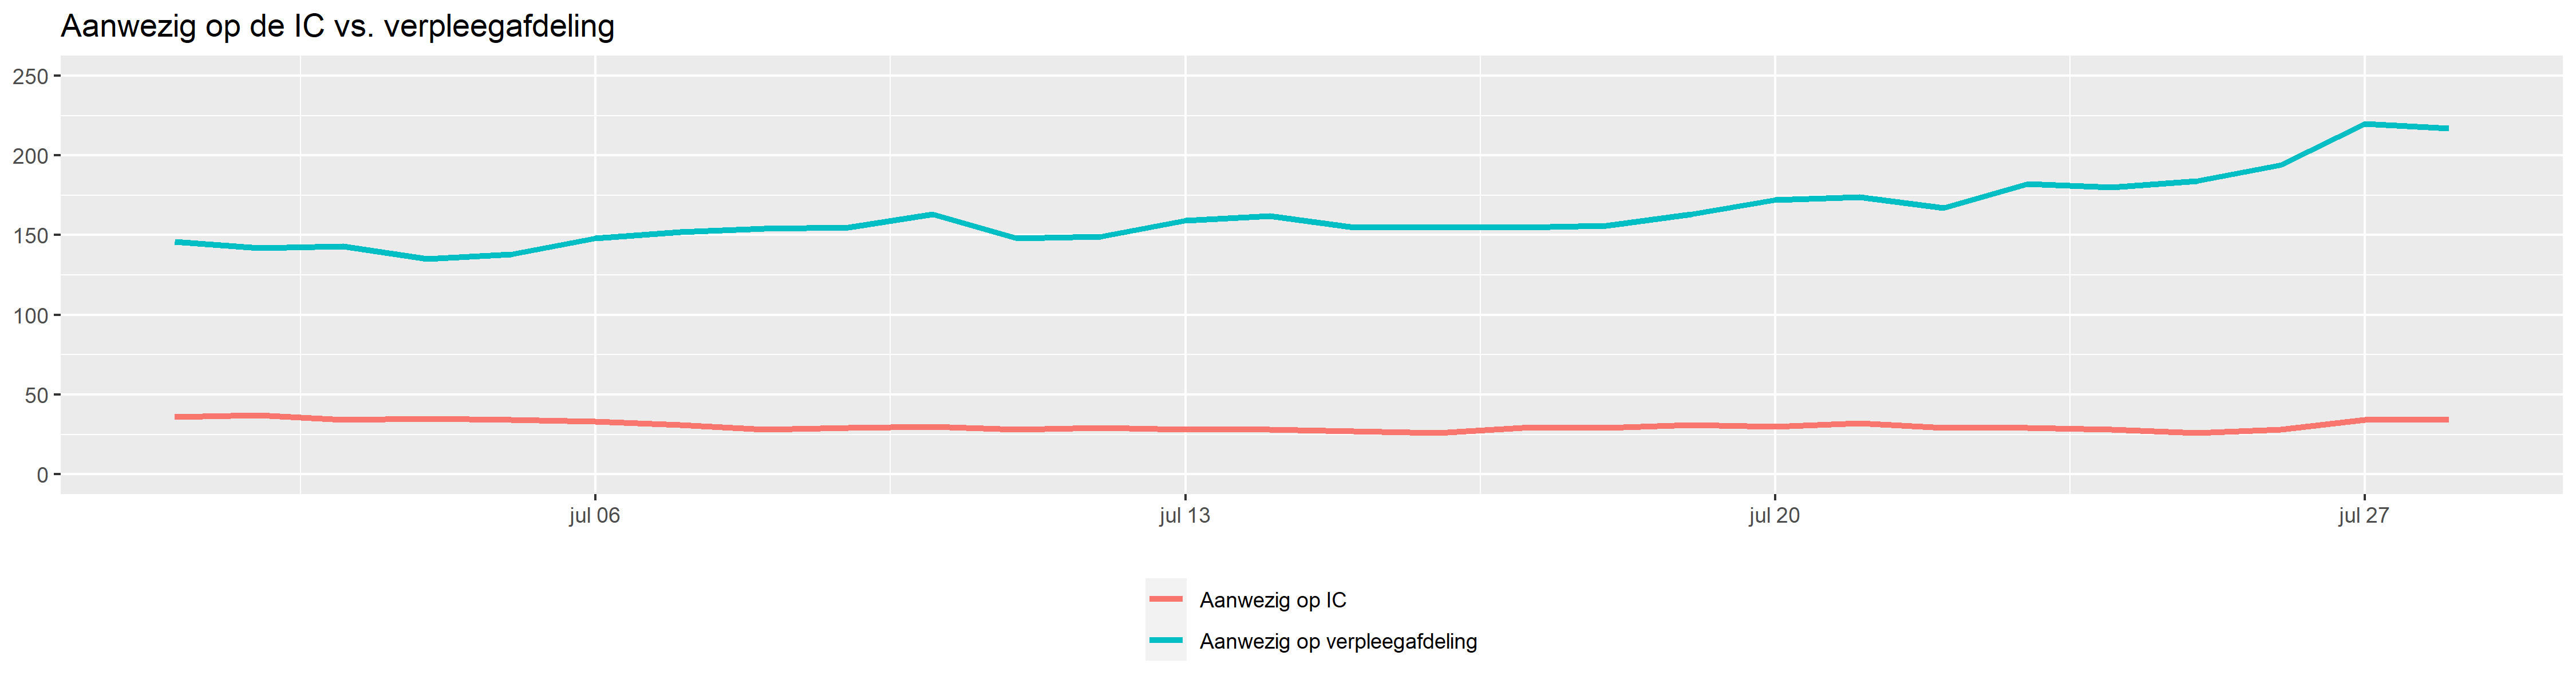 Aanwezig op de IC vs. verpleegafdeling
250
200
150
100
50
0
jul 06 jul 13 jul 20 jul 27
Aanwezig op IC
Aanwezig op verpleegafdeling